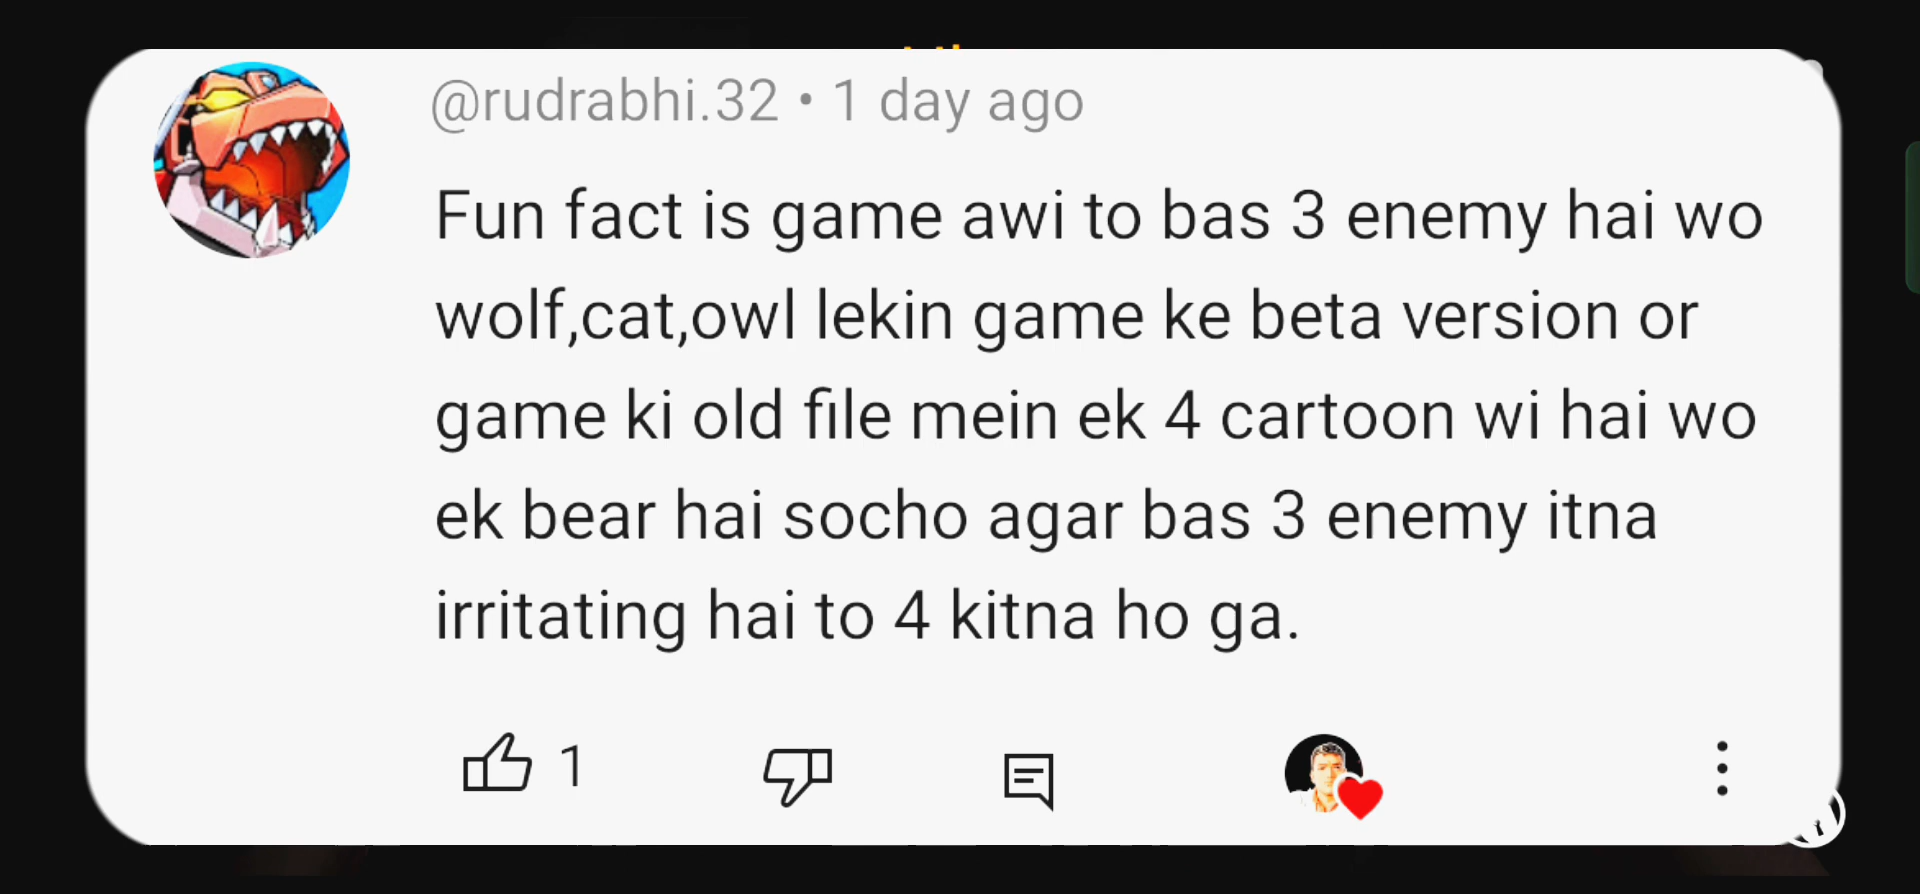 @rudrabhi.32 • 1 day ago
Fun fact is game awi to bas 3 enemy hai wo
wolf,cat,owl lekin game ke beta version or
game ki old file mein ek 4 cartoon wi hai wo
ek bear hai socho agar bas 3 enemy itna
irritating hai to 4 kitna ho ga.
1